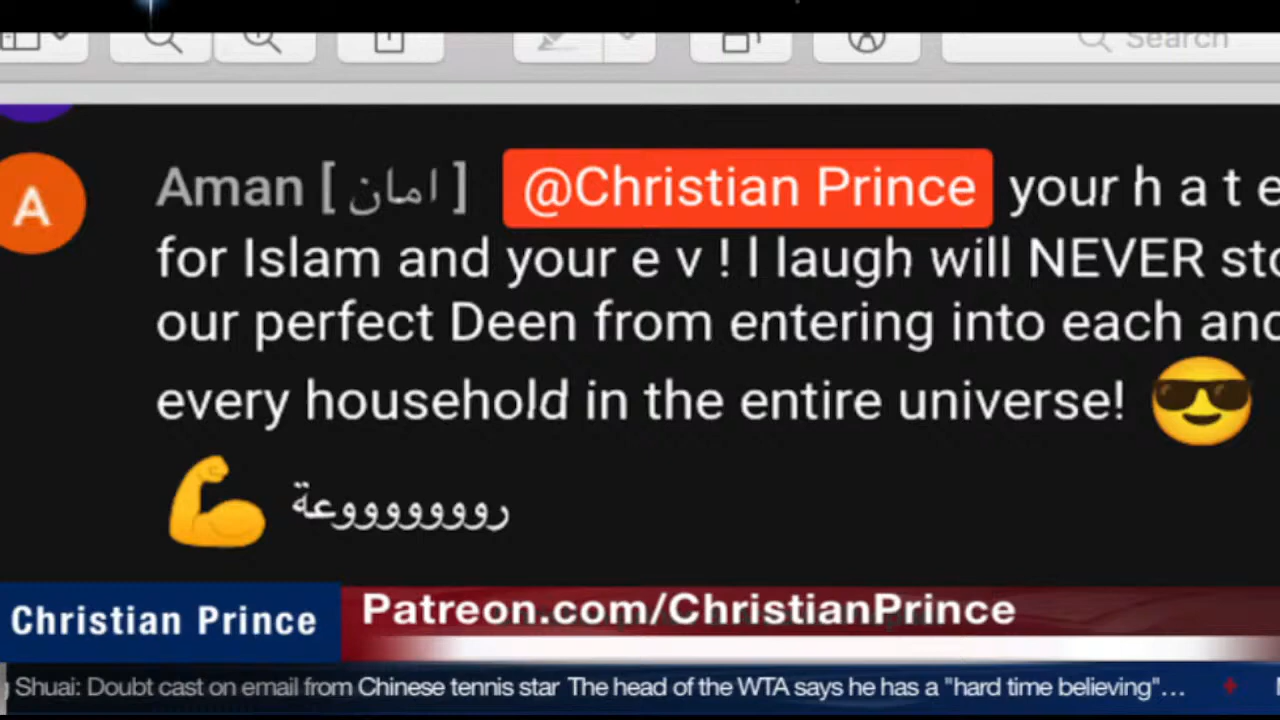 Search
A
Aman [ امان ] @Christian Prince your h a t e
for Islam and your e v ! l laugh will NEVER sto
our perfect Deen from entering into each and
every household in the entire universe! 😎
💪 رووووووووعة
Christian Prince
Patreon.com/ChristianPrince
Shuai: Doubt cast on email from Chinese tennis star The head of the WTA says he has a "hard time believing"...